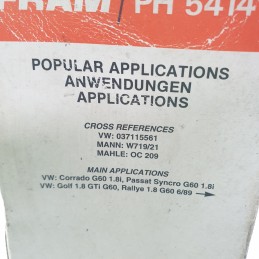 FRAM PH 5414
POPULAR APPLICATIONS
ANWENDUNGEN
APPLICATIONS
CROSS REFERENCES
VW: 037115561
MANN: W719/21
MAHLE: OC 209
MAIN APPLICATIONS
VW: Corrado G60 1.8i, Passat Syncro G60 1.8i
VW: Golf 1.8 GTi G60, Rallye 1.8 G60 6/89